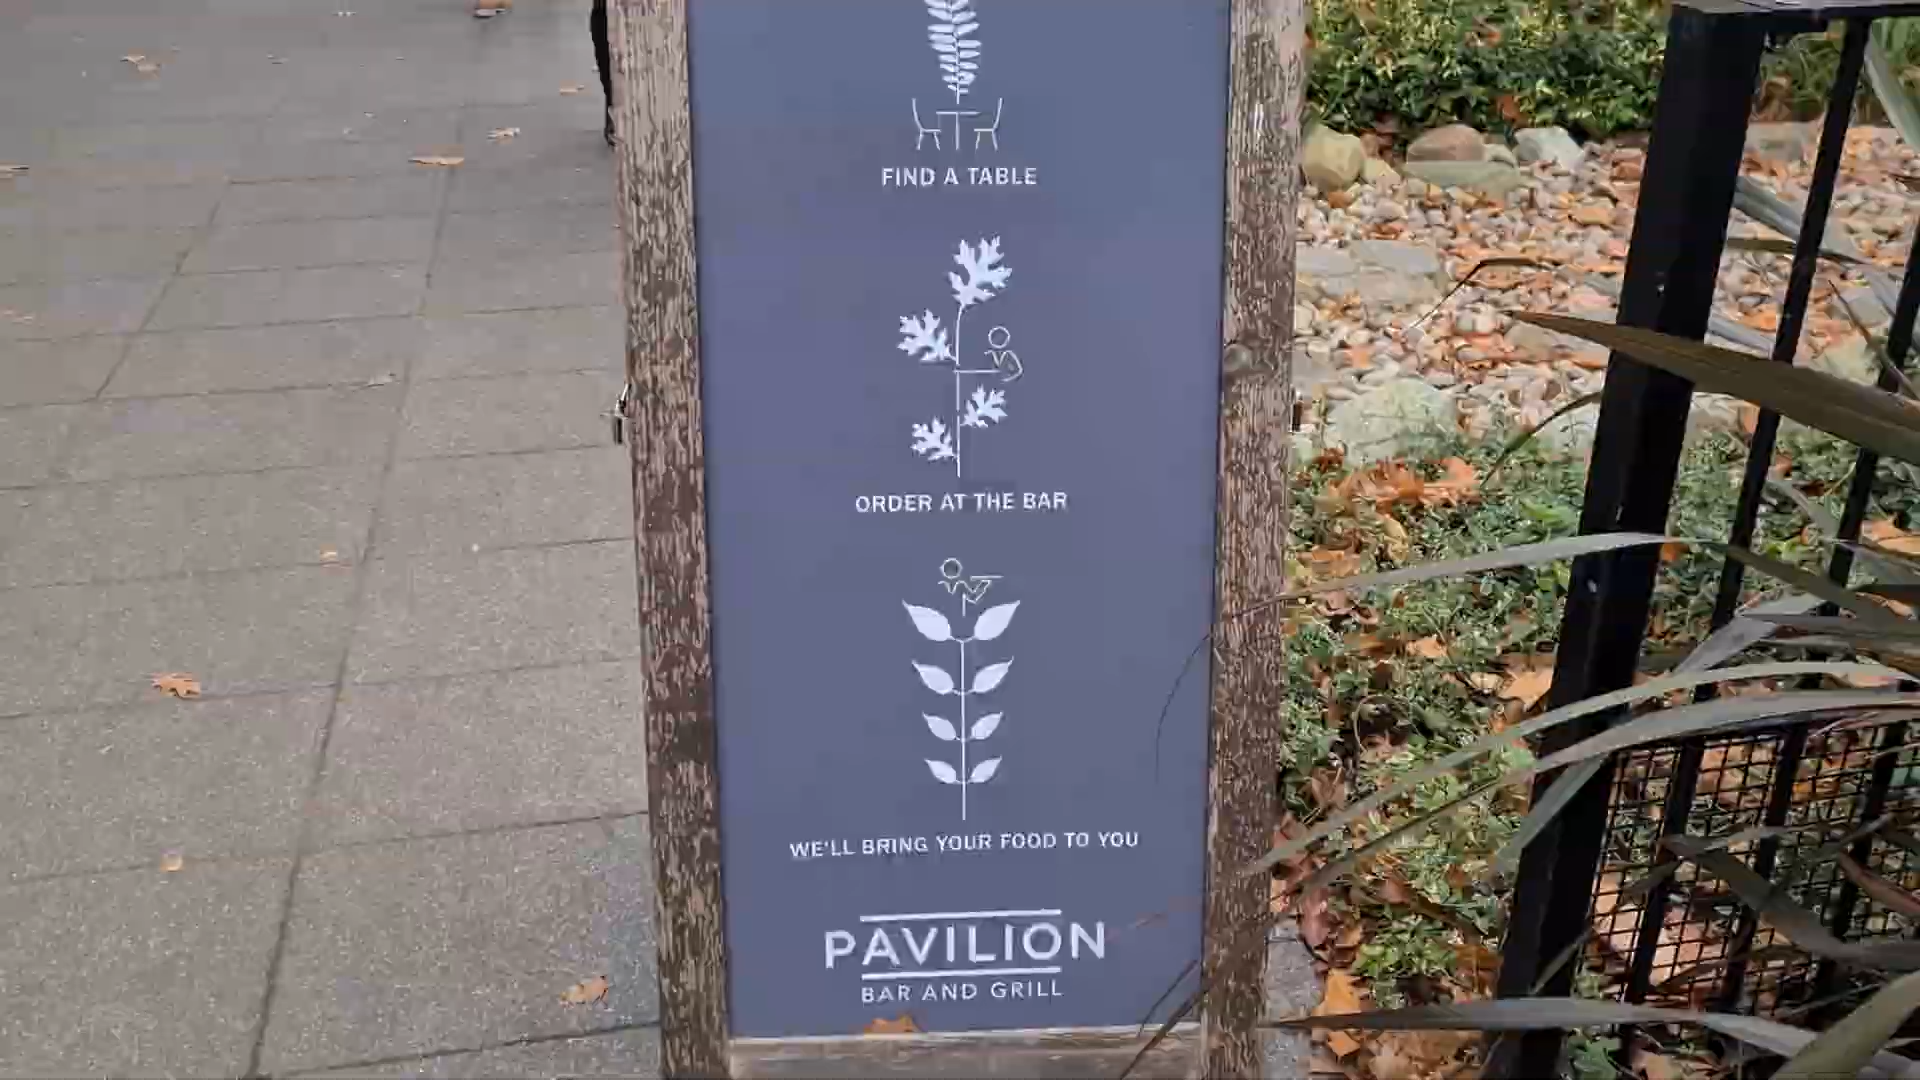 FIND A TABLE
ORDER AT THE BAR
WE'LL BRING YOUR FOOD TO YOU
PAVILION
BAR AND GRILL